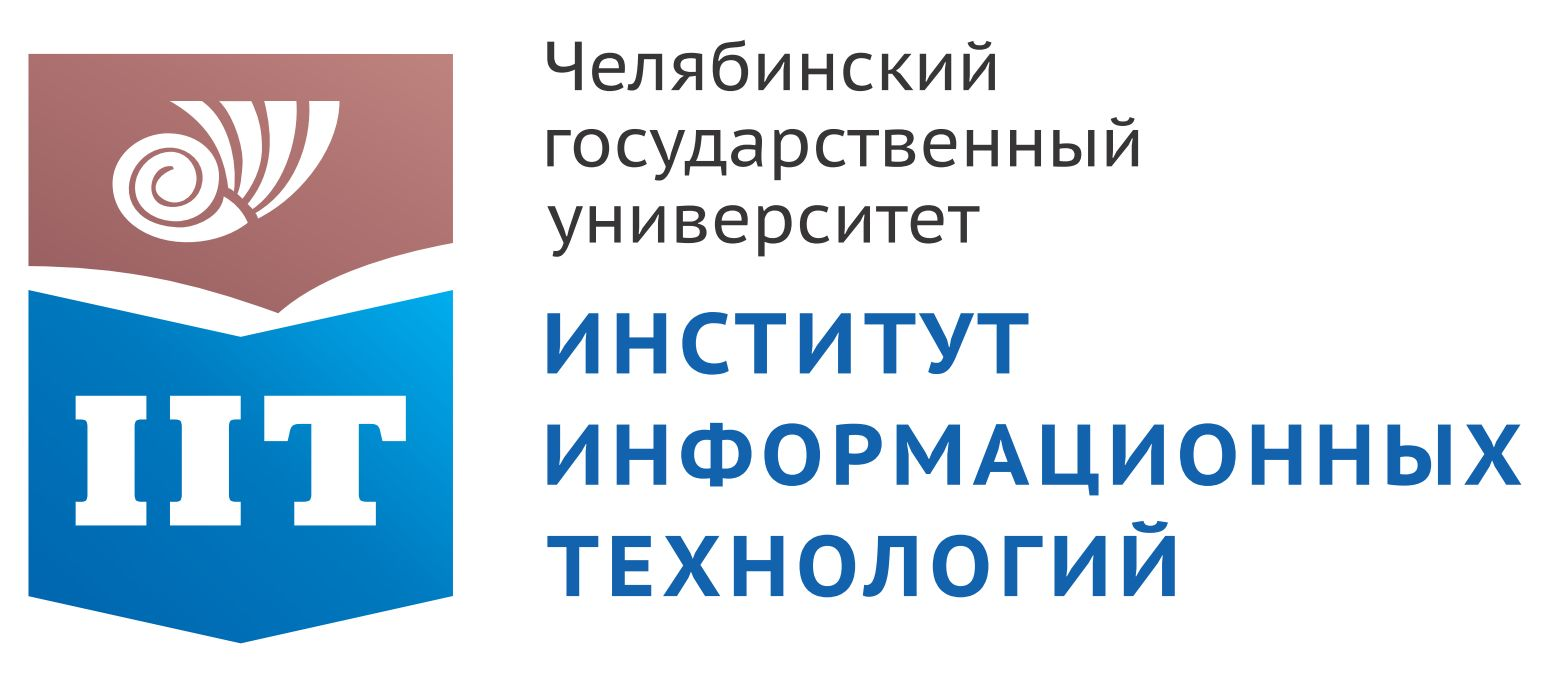 Челябинский
государственный
университет
ИНСТИТУТ
ИНФОРМАЦИОННЫХ
ТЕХНОЛОГИЙ
IIT